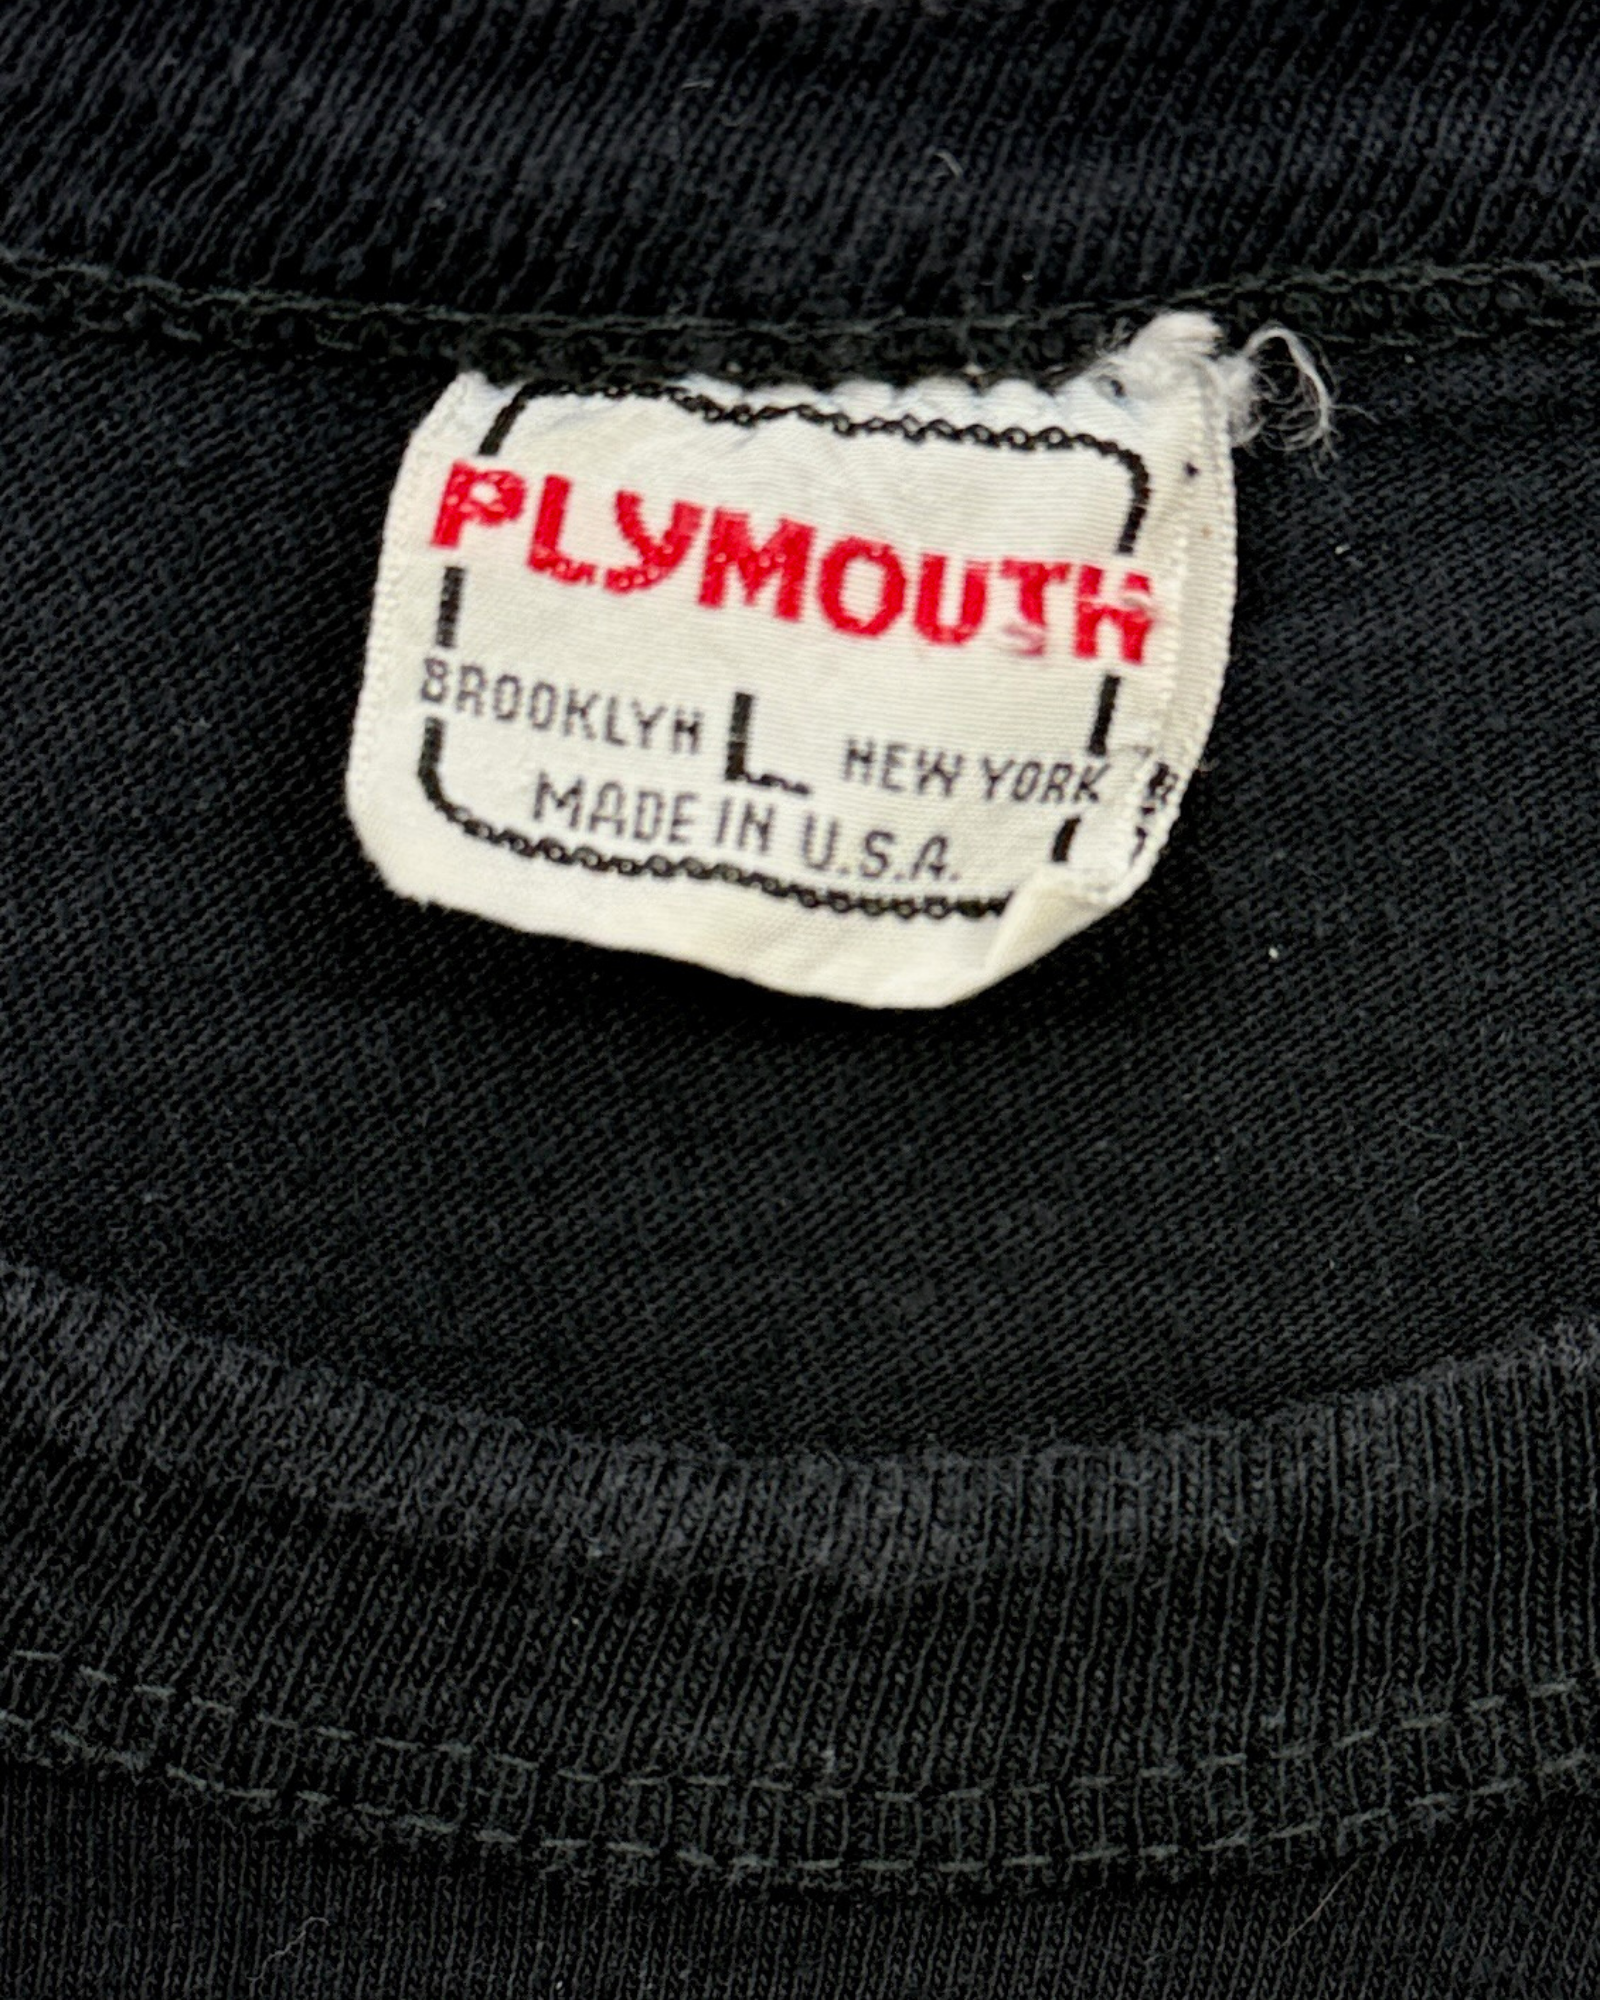 PLYMOUTH
BROOKLYN L NEW YORK
MADE IN U.S.A.